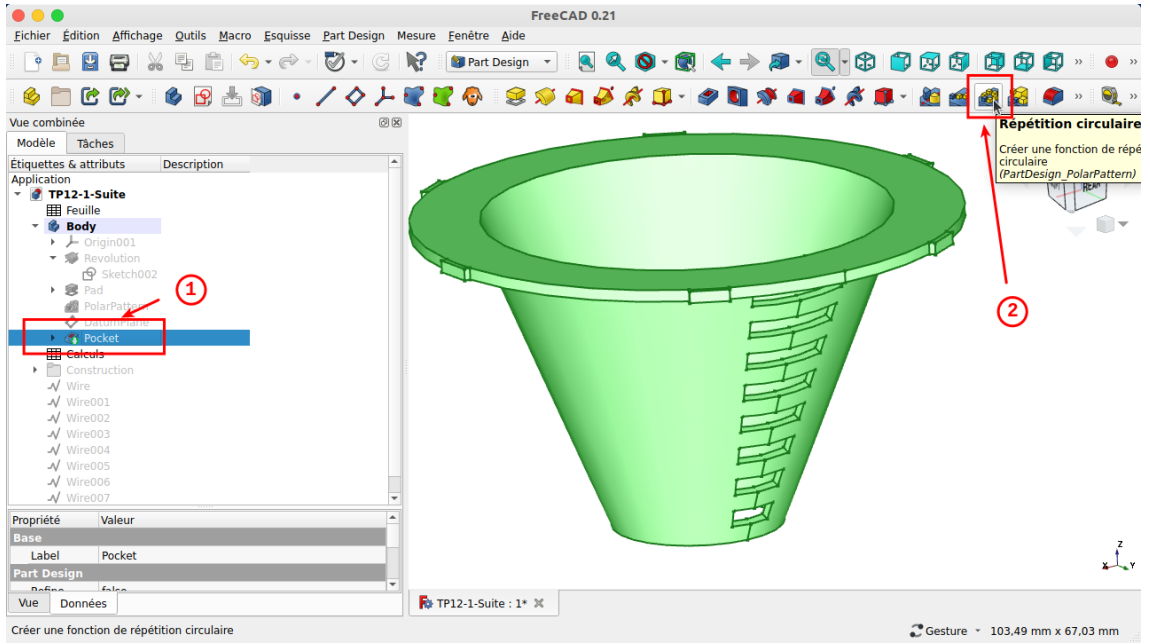 FreeCAD 0.21
Fichier Édition Affichage Outils Macro Esquisse Part Design Mesure Fenêtre Aide
Part Design
»
»
»
»
Vue combinée
Modèle Tâches
Étiquettes & attributs Description
Application
TP12-1-Suite
Feuille
Body
Origin001
Revolution
Sketch002
Pad
PolarPattern
DatumPlane
Pocket
Calculs
Construction
Wire
Wire001
Wire002
Wire003
Wire004
Wire005
Wire006
Wire007
1
Répétition circulaire
Créer une fonction de répé
circulaire
(PartDesign_PolarPattern)
REAR
2
Z
X Y
Propriété Valeur
Base
Label Pocket
Part Design
Refine false
Vue Données
TP12-1-Suite : 1*
Créer une fonction de répétition circulaire
Gesture 103,49 mm x 67,03 mm